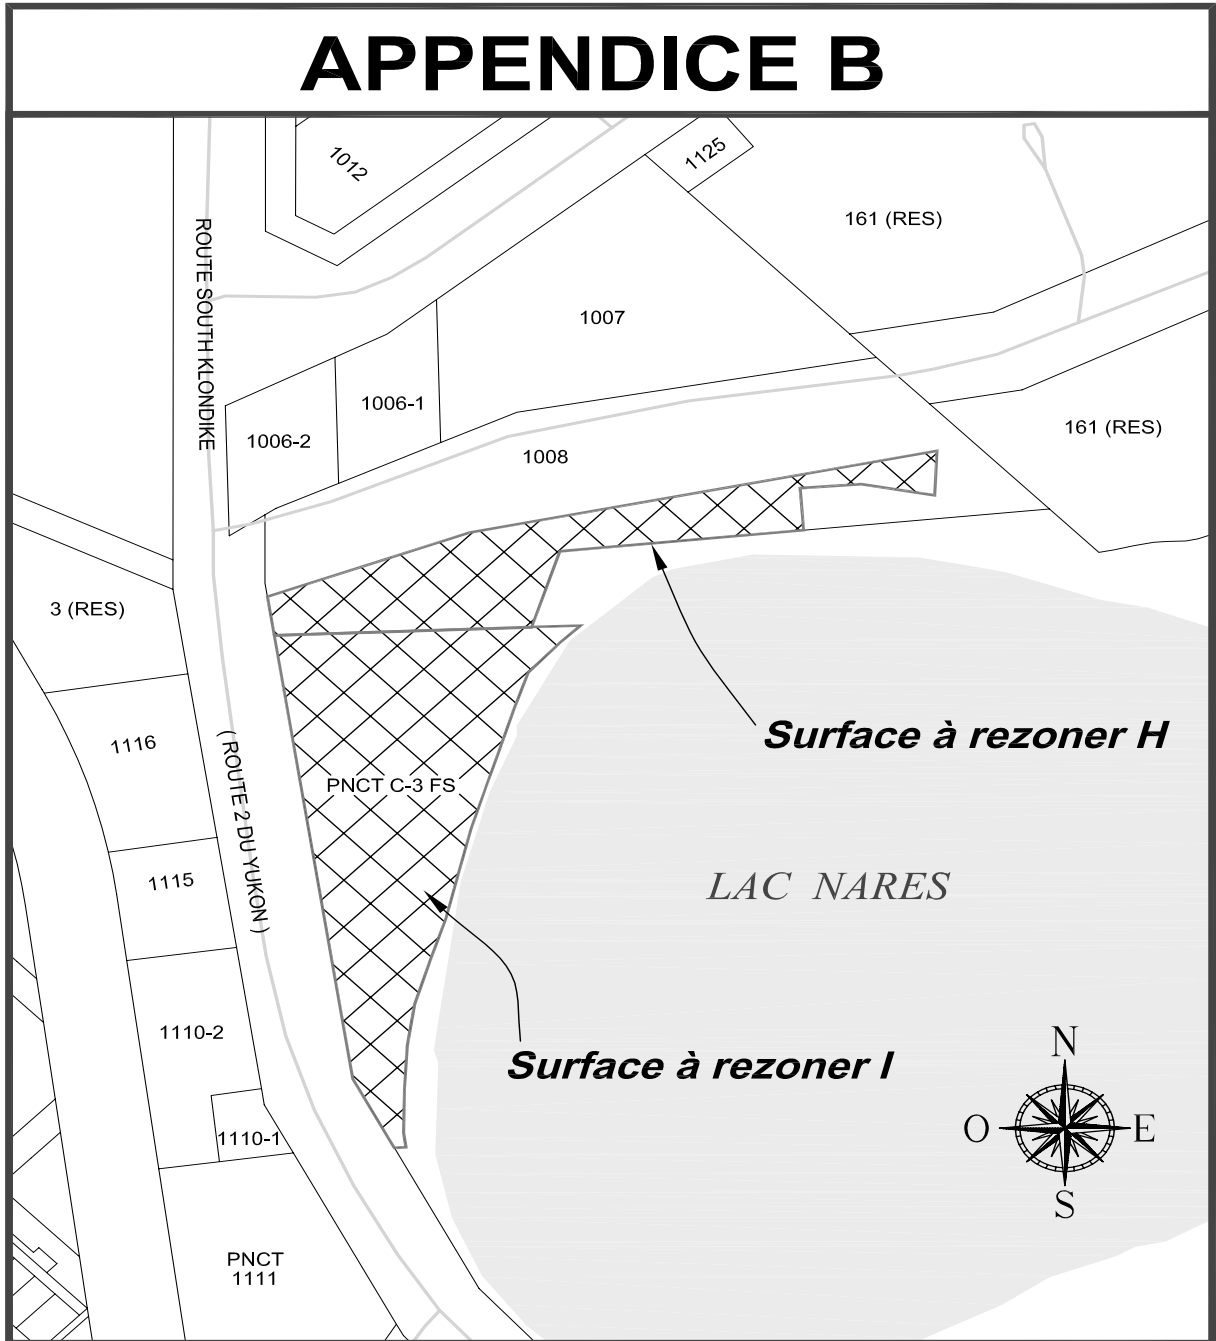 APPENDICE B
1012
1125
161 (RES)
ROUTE SOUTH KLONDIKE
1007
1006-1
1006-2
161 (RES)
1008
3 (RES)
1116
Surface à rezoner H
( ROUTE 2 DU YUKON )
PNCT C-3 FS
1115
LAC NARES
1110-2
Surface à rezoner I
N
O
E
S
1110-1
PNCT
1111